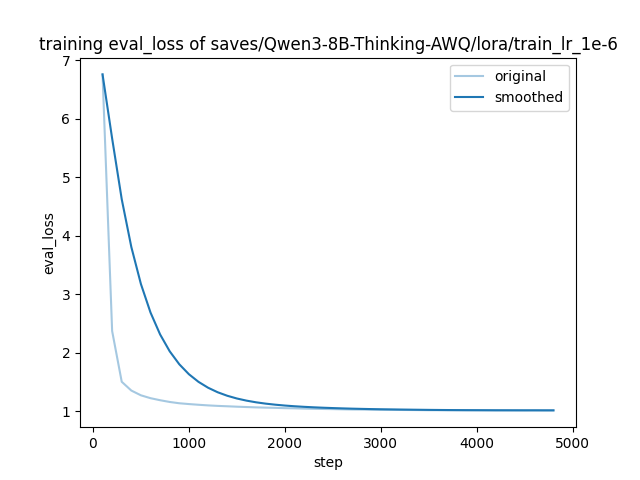 training eval_loss of saves/Qwen3-8B-Thinking-AWQ/lora/train_lr_1e-6
original
smoothed
7
6
5
4
3
2
1
eval_loss
0
1000
2000
3000
4000
5000
step